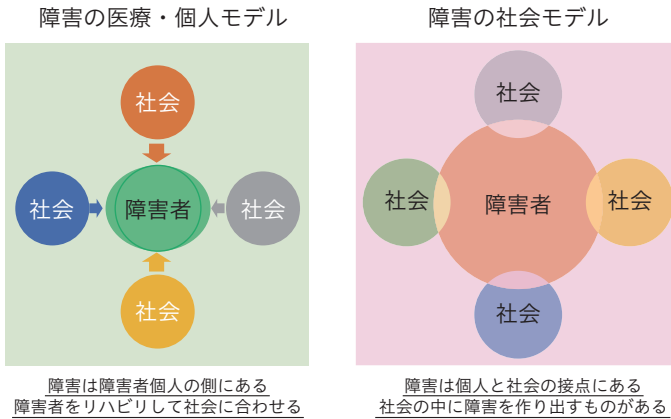 障害の医療・個人モデル
社会
社会
障害者
社会
社会
障害は障害者個人の側にある
障害者をリハビリして社会に合わせる
障害の社会モデル
社会
社会
障害者
社会
社会
障害は個人と社会の接点にある
社会の中に障害を作り出すものがある